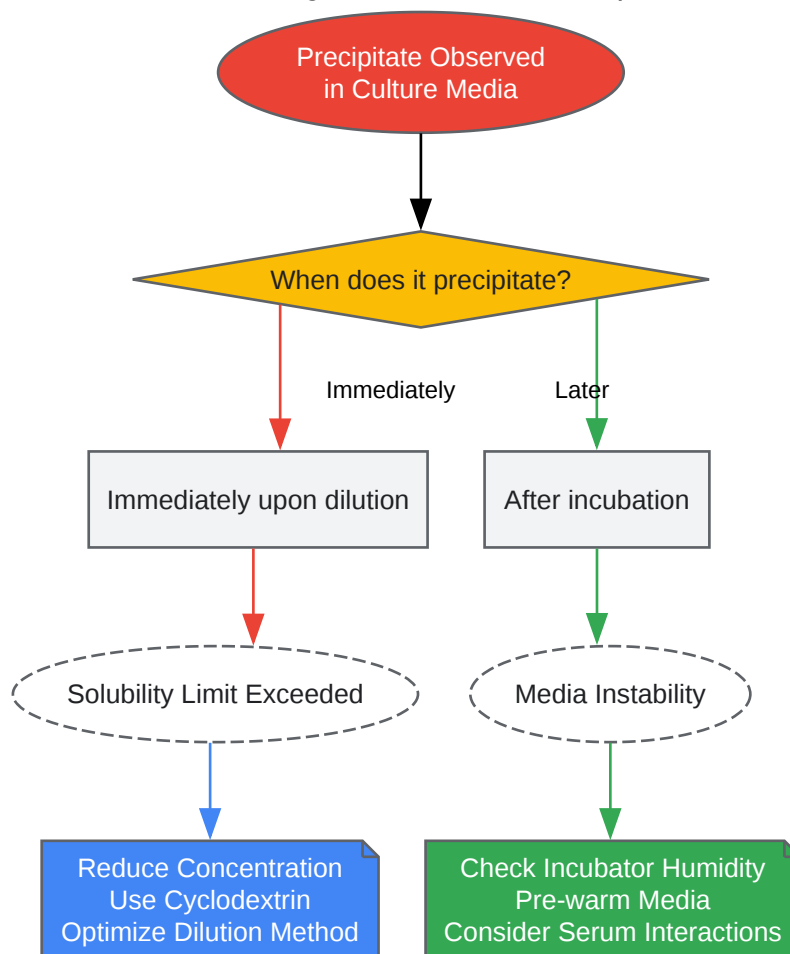 Precipitate Observed
in Culture Media
When does it precipitate?
Immediately
Later
Immediately upon dilution
After incubation
Solubility Limit Exceeded
Media Instability
Reduce Concentration
Use Cyclodextrin
Optimize Dilution Method
Check Incubator Humidity
Pre-warm Media
Consider Serum Interactions